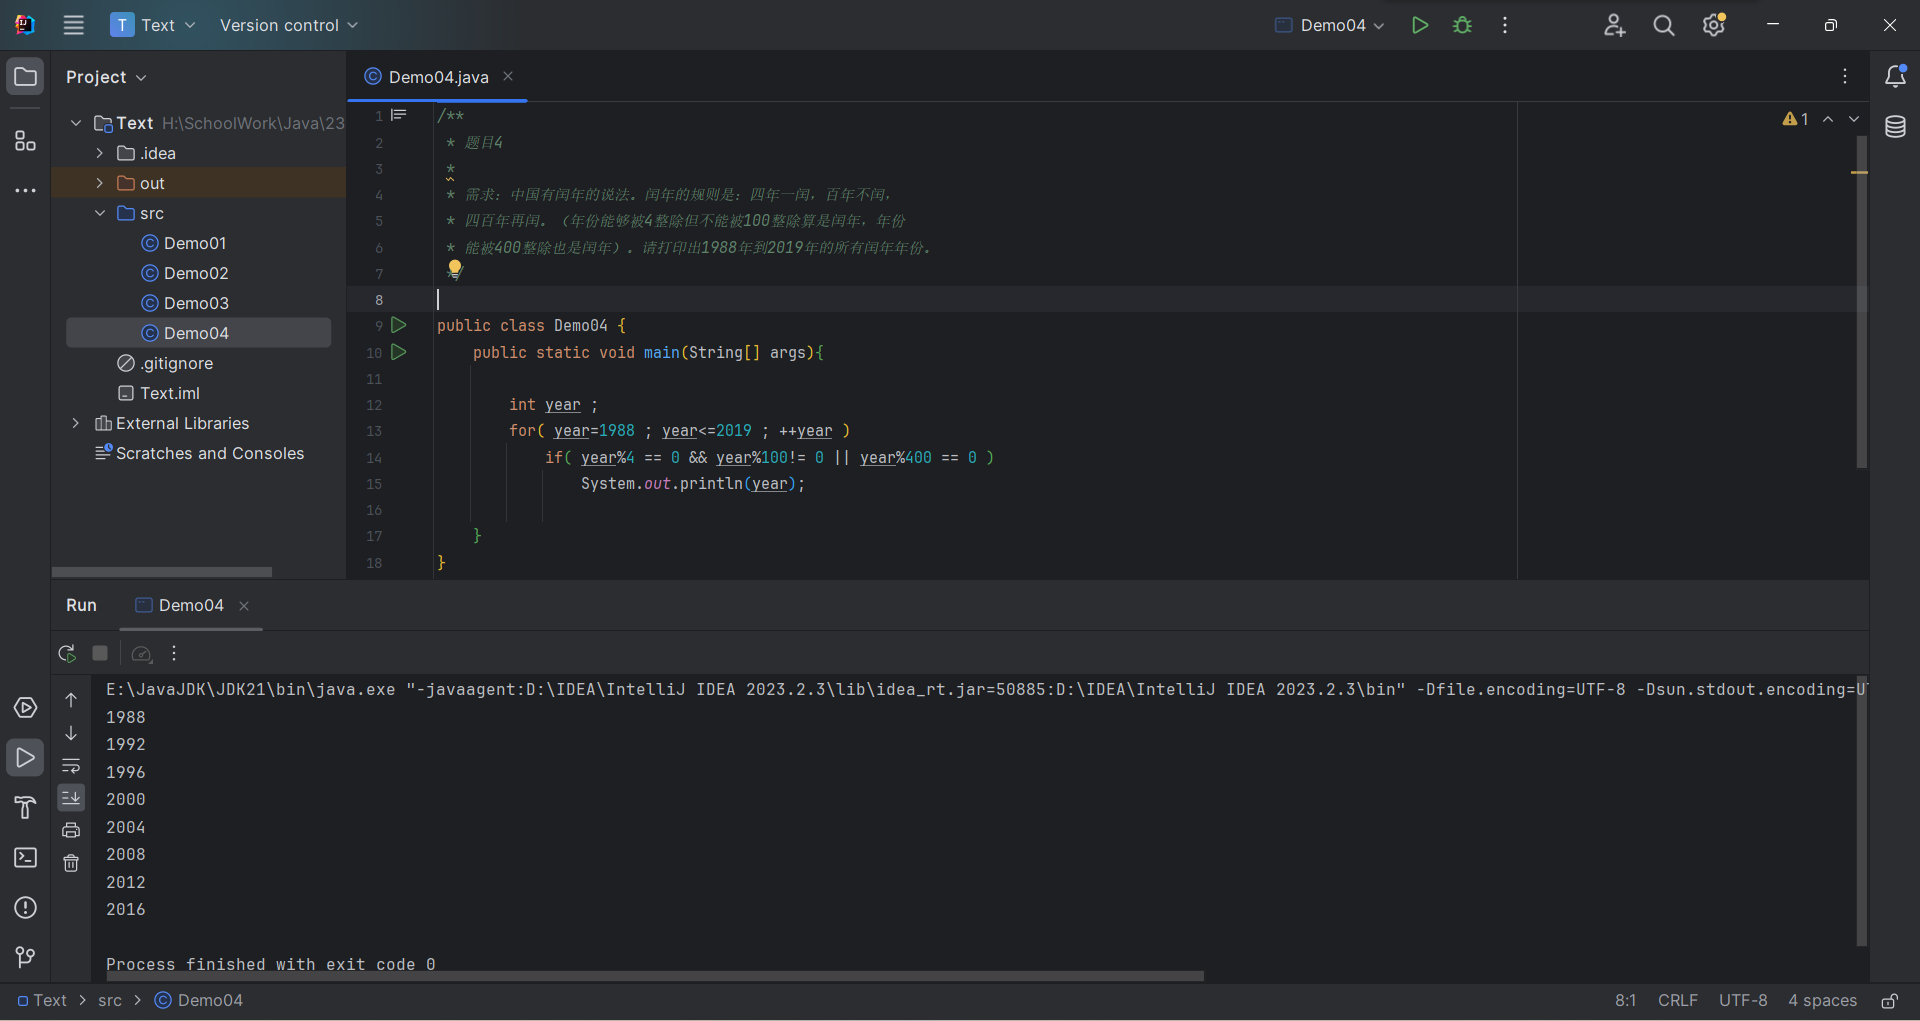 T Text Version control Demo04
Project
Demo04.java
Text H:\SchoolWork\Java\23
.idea
out
src
Demo01
Demo02
Demo03
Demo04
.gitignore
Text.iml
External Libraries
Scratches and Consoles
1 /**
2 * 题目4
3 *
4 * 需求：中国有闰年的说法。闰年的规则是：四年一闰，百年不闰，
5 * 四百年再闰。（年份能够被4整除但不能被100整除算是闰年，年份
6 * 能被400整除也是闰年）。请打印出1988年到2019年的所有闰年年份。
7 */
8
9 public class Demo04 {
10 public static void main(String[] args){
11
12 int year ;
13 for( year=1988 ; year<=2019 ; ++year )
14 if( year%4 == 0 && year%100!= 0 || year%400 == 0 )
15 System.out.println(year);
16
17 }
18 }
1
Run Demo04
E:\JavaJDK\JDK21\bin\java.exe "-javaagent:D:\IDEA\IntelliJ IDEA 2023.2.3\lib\idea_rt.jar=50885:D:\IDEA\IntelliJ IDEA 2023.2.3\bin" -Dfile.encoding=UTF-8 -Dsun.stdout.encoding=U
1988
1992
1996
2000
2004
2008
2012
2016
Process finished with exit code 0
Text > src > Demo04
8:1 CRLF UTF-8 4 spaces